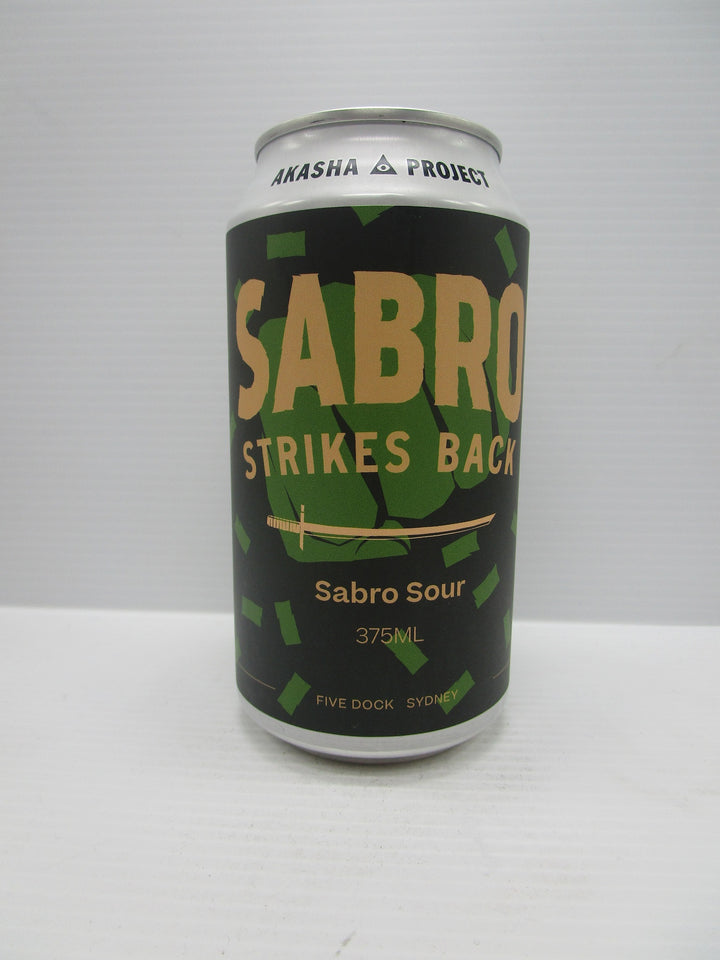 AKASHA PROJECT
SABRO
STRIKES BACK
Sabro Sour
375ML
FIVE DOCK SYDNEY